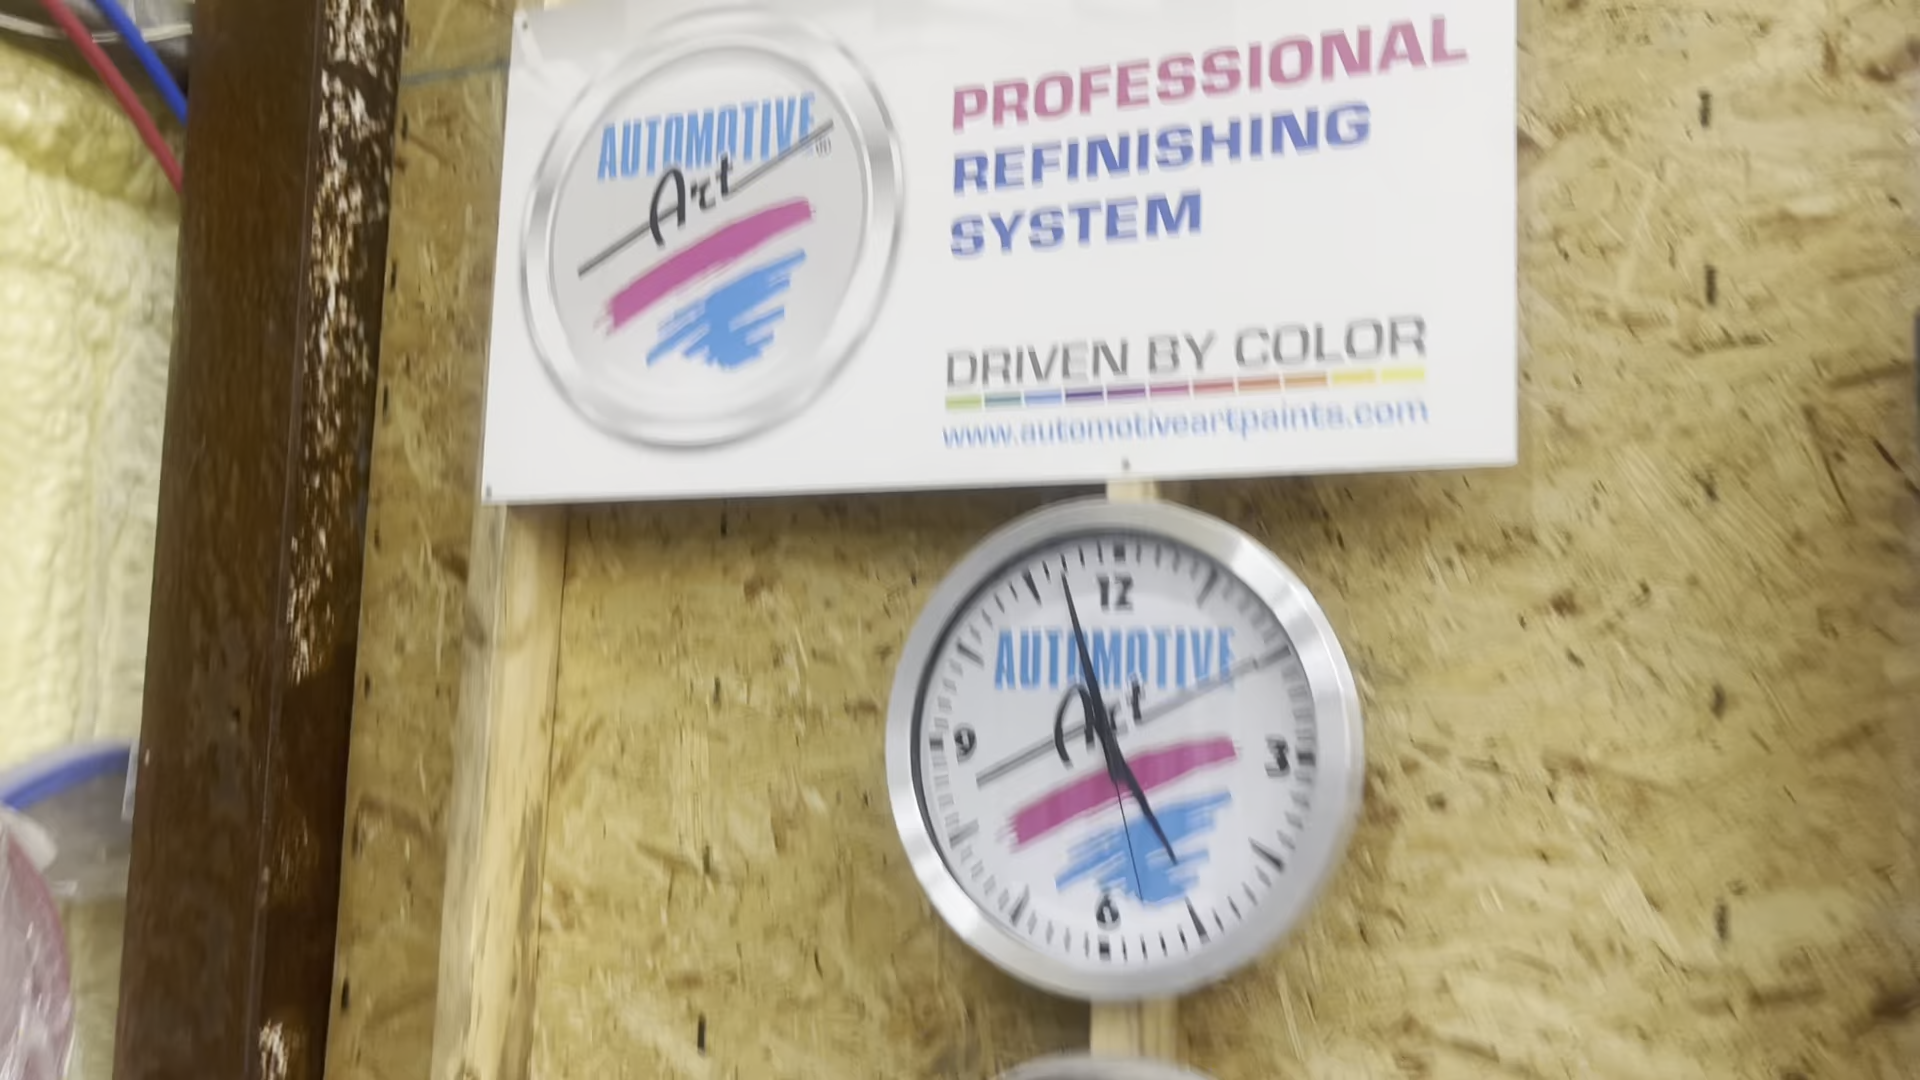 AUTOMOTIVE
Art
®
PROFESSIONAL
REFINISHING
SYSTEM
DRIVEN BY COLOR
www.automotiveartpaints.com
12
AUTOMOTIVE
Art
9
3
6